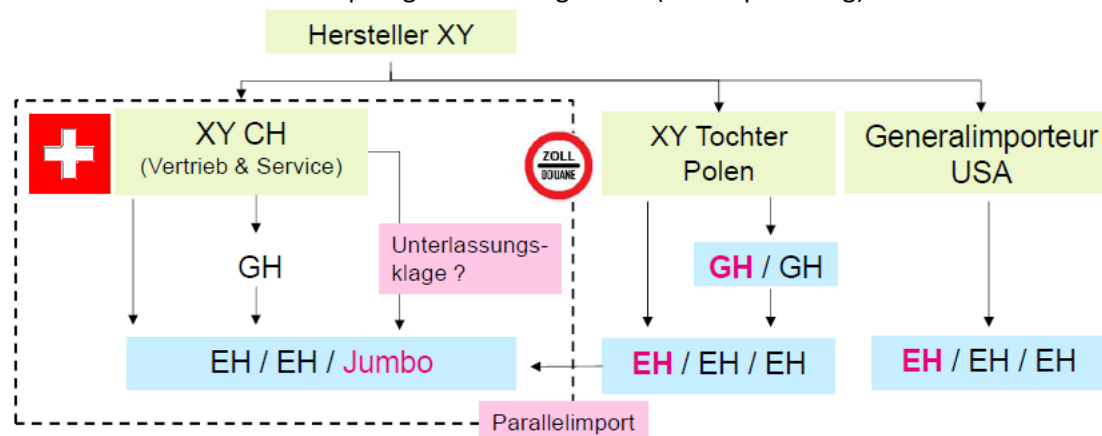 Hersteller XY
XY CH
(Vertrieb & Service)
ZOLL
DOUANE
XY Tochter
Polen
Generalimporteur
USA
Unterlassungs-
klage ?
GH
GH / GH
EH / EH / Jumbo
EH / EH / EH
EH / EH / EH
Parallelimport